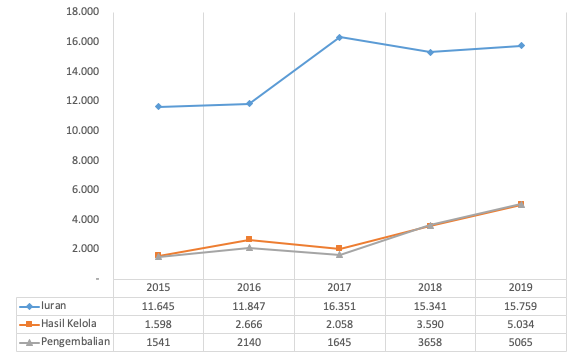 18.000
16.000
14.000
12.000
10.000
8.000
6.000
4.000
2.000
-
2015 2016 2017 2018 2019
Iuran 11.645 11.847 16.351 15.341 15.759
Hasil Kelola 1.598 2.666 2.058 3.590 5.034
Pengembalian 1541 2140 1645 3658 5065